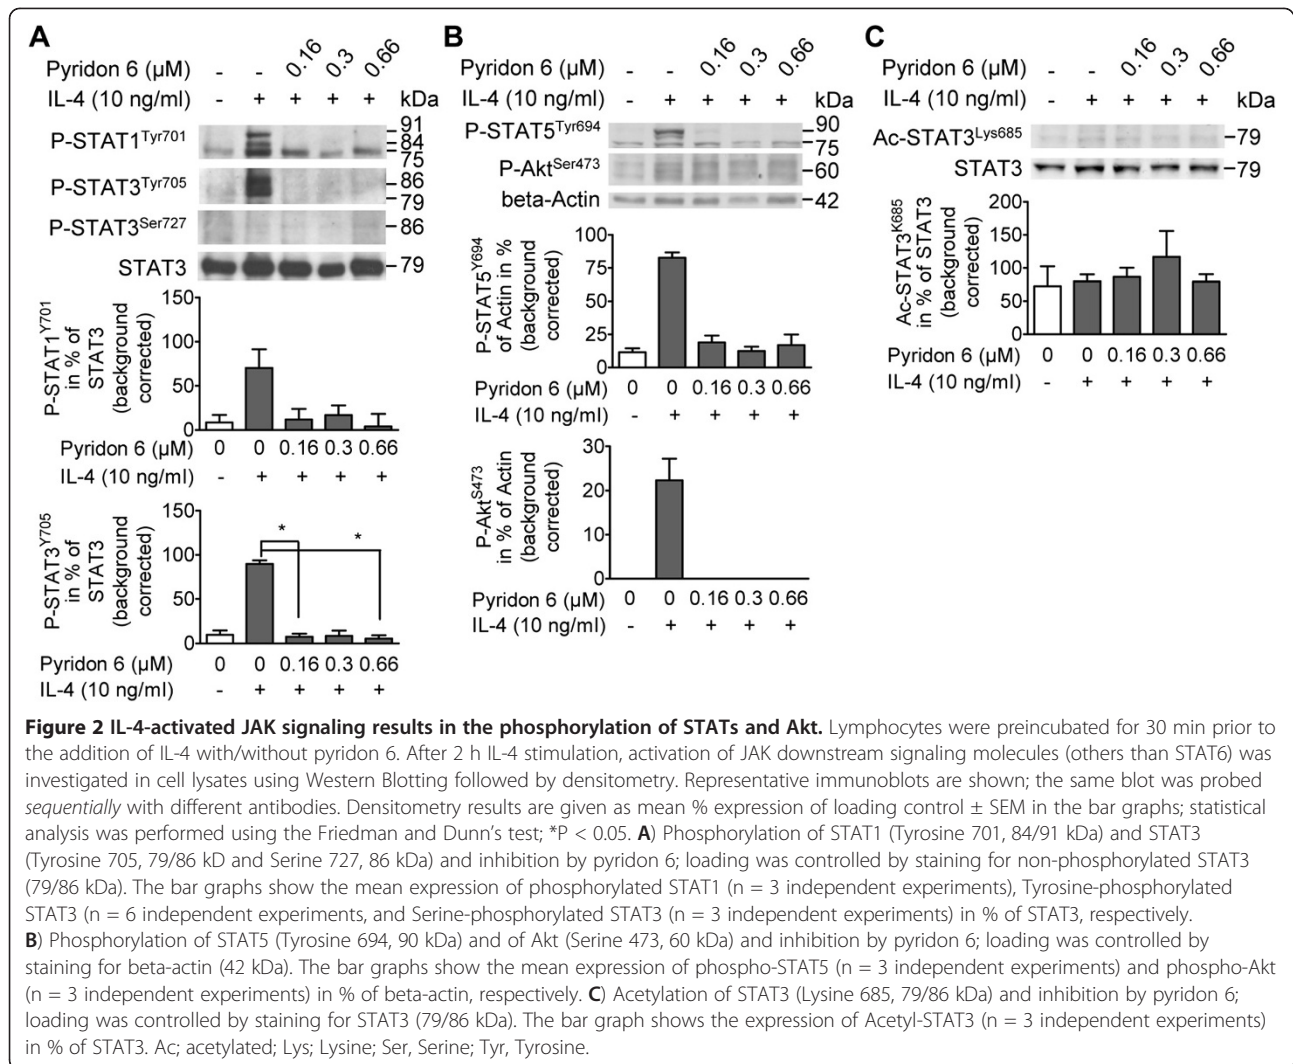 A
Pyridon 6 (µM) - - 0.16 0.3 0.66
IL-4 (10 ng/ml) - + + + + kDa
P-STAT1Tyr701 91 84 75
P-STAT3Tyr705 86 79
P-STAT3Ser727 86
STAT3 79
P-STAT1Y701 in % of STAT3 (background corrected)
150
100
50
0
Pyridon 6 (µM) 0 0 0.16 0.3 0.66
IL-4 (10 ng/ml) - + + + +
P-STAT3Y705 in % of STAT3 (background corrected)
150
100
50
0
* *
Pyridon 6 (µM) 0 0 0.16 0.3 0.66
IL-4 (10 ng/ml) - + + + +
B
Pyridon 6 (µM) - - 0.16 0.3 0.66
IL-4 (10 ng/ml) - + + + + kDa
P-STAT5Tyr694 90 75
P-AktSer473 60
beta-Actin 42
P-STAT5Y694 of Actin in % (background corrected)
100
75
50
25
0
Pyridon 6 (µM) 0 0 0.16 0.3 0.66
IL-4 (10 ng/ml) - + + + +
P-AktS473 in % of Actin (background corrected)
30
20
10
0
Pyridon 6 (µM) 0 0 0.16 0.3 0.66
IL-4 (10 ng/ml) - + + + +
C
Pyridon 6 (µM) - - 0.16 0.3 0.66
IL-4 (10 ng/ml) - + + + + kDa
Ac-STAT3Lys685 79
STAT3 79
Ac-STAT3K685 in % of STAT3 (background corrected)
200
150
100
50
0
Pyridon 6 (µM) 0 0 0.16 0.3 0.66
IL-4 (10 ng/ml) - + + + +
Figure 2 IL-4-activated JAK signaling results in the phosphorylation of STATs and Akt. Lymphocytes were preincubated for 30 min prior to
the addition of IL-4 with/without pyridon 6. After 2 h IL-4 stimulation, activation of JAK downstream signaling molecules (others than STAT6) was
investigated in cell lysates using Western Blotting followed by densitometry. Representative immunoblots are shown; the same blot was probed
sequentially with different antibodies. Densitometry results are given as mean % expression of loading control ± SEM in the bar graphs; statistical
analysis was performed using the Friedman and Dunn's test; *P < 0.05. A) Phosphorylation of STAT1 (Tyrosine 701, 84/91 kDa) and STAT3
(Tyrosine 705, 79/86 kD and Serine 727, 86 kDa) and inhibition by pyridon 6; loading was controlled by staining for non-phosphorylated STAT3
(79/86 kDa). The bar graphs show the mean expression of phosphorylated STAT1 (n = 3 independent experiments), Tyrosine-phosphorylated
STAT3 (n = 6 independent experiments, and Serine-phosphorylated STAT3 (n = 3 independent experiments) in % of STAT3, respectively.
B) Phosphorylation of STAT5 (Tyrosine 694, 90 kDa) and of Akt (Serine 473, 60 kDa) and inhibition by pyridon 6; loading was controlled by
staining for beta-actin (42 kDa). The bar graphs show the mean expression of phospho-STAT5 (n = 3 independent experiments) and phospho-Akt
(n = 3 independent experiments) in % of beta-actin, respectively. C) Acetylation of STAT3 (Lysine 685, 79/86 kDa) and inhibition by pyridon 6;
loading was controlled by staining for STAT3 (79/86 kDa). The bar graph shows the expression of Acetyl-STAT3 (n = 3 independent experiments)
in % of STAT3. Ac; acetylated; Lys; Lysine; Ser, Serine; Tyr, Tyrosine.